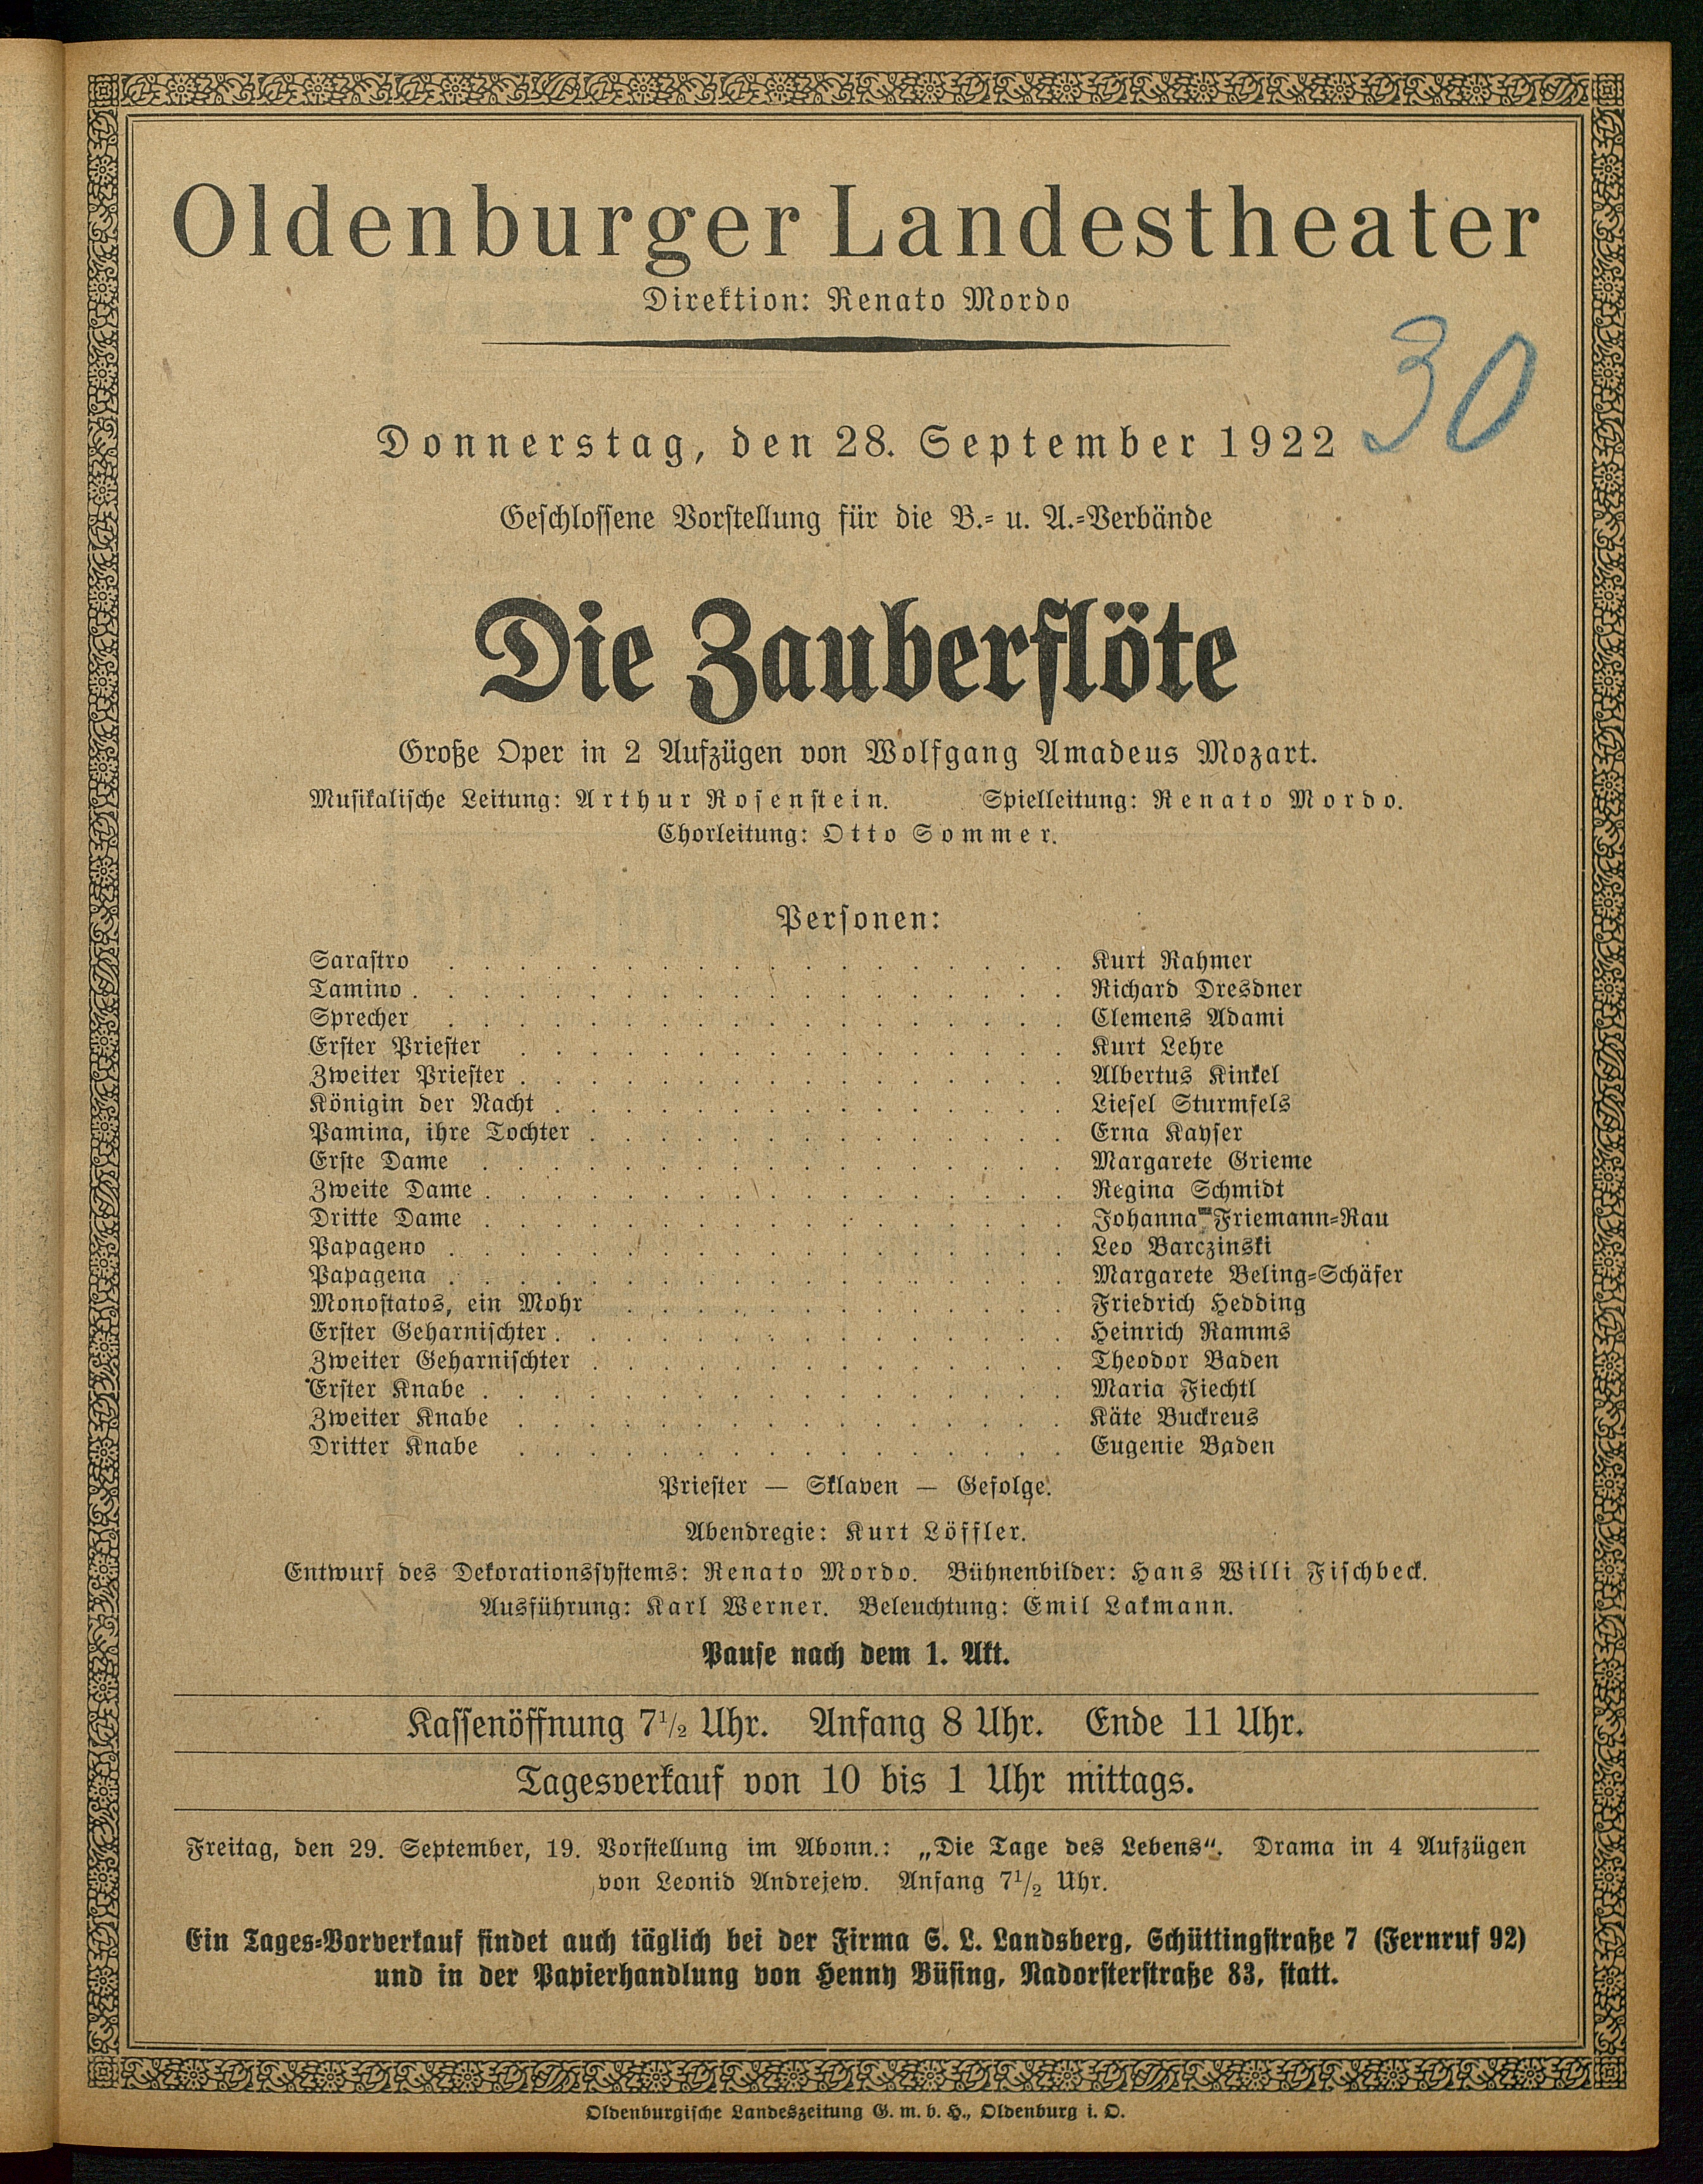 Oldenburger Landestheater
Direktion: Renato Mordo
30
Donnerstag, den 28. September 1922
Geschlossene Vorstellung für die B.- u. A.-Verbände
Die Zauberflöte
Große Oper in 2 Aufzügen von Wolfgang Amadeus Mozart.
Musikalische Leitung: Arthur Rosenstein. Spielleitung: Renato Mordo.
Chorleitung: Otto Sommer.
Personen:
Sarastro . . . . . . . . . . . . . . . . . . Kurt Rahmer
Tamino . . . . . . . . . . . . . . . . . . . Richard Dresdner
Sprecher . . . . . . . . . . . . . . . . . . Clemens Adami
Erster Priester . . . . . . . . . . . . . . . . Kurt Lehre
Zweiter Priester . . . . . . . . . . . . . . . . Albertus Kinkel
Königin der Nacht . . . . . . . . . . . . . . . Liesel Sturmfels
Pamina, ihre Tochter . . . . . . . . . . . . . . Erna Kayser
Erste Dame . . . . . . . . . . . . . . . . . Margarete Grieme
Zweite Dame . . . . . . . . . . . . . . . . . Regina Schmidt
Dritte Dame . . . . . . . . . . . . . . . . . Johanna Friemann-Rau
Papageno . . . . . . . . . . . . . . . . . . Leo Barczinski
Papagena . . . . . . . . . . . . . . . . . . Margarete Beling-Schäfer
Monostatos, ein Mohr . . . . . . . . . . . . . Friedrich Hedding
Erster Geharnischter . . . . . . . . . . . . . . . Heinrich Ramms
Zweiter Geharnischter . . . . . . . . . . . . . . Theodor Baden
Erster Knabe . . . . . . . . . . . . . . . . . Maria Fiechtl
Zweiter Knabe . . . . . . . . . . . . . . . . Käte Buckreus
Dritter Knabe . . . . . . . . . . . . . . . . Eugenie Baden
Priester — Sklaven — Gefolge.
Abendregie: Kurt Löffler.
Entwurf des Dekorationssystems: Renato Mordo. Bühnenbilder: Hans Willi Fischbeck.
Ausführung: Karl Werner. Beleuchtung: Emil Lakmann.
Pause nach dem 1. Akt.
Kassenöffnung 7½ Uhr. Anfang 8 Uhr. Ende 11 Uhr.
Tagesverkauf von 10 bis 1 Uhr mittags.
Freitag, den 29. September, 19. Vorstellung im Abonn.: „Die Tage des Lebens“. Drama in 4 Aufzügen
von Leonid Andrejew. Anfang 7½ Uhr.
Ein Tages-Vorverkauf findet auch täglich bei der Firma S. L. Landsberg, Schüttingstraße 7 (Fernruf 92)
und in der Papierhandlung von Henny Büsing, Nadorsterstraße 83, statt.
Oldenburgische Landeszeitung G. m. b. H., Oldenburg i. O.